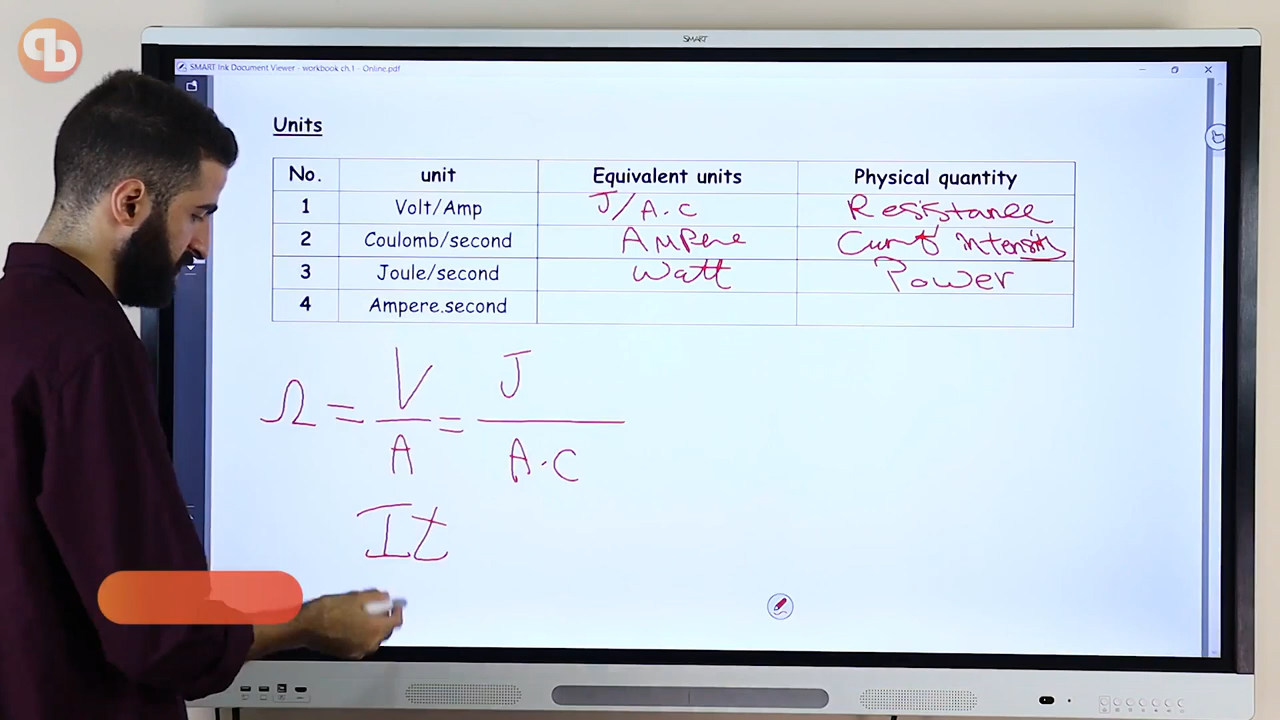 qb
SMART
SMART Ink Document Viewer - workbook ch.1 - Online.pdf
Units
No. unit Equivalent units Physical quantity
1 Volt/Amp J/A.C Resistance
2 Coulomb/second Ampere intensity
3 Joule/second Watt Power
4 Ampere.second
Ω = V/A = J/A·C
It